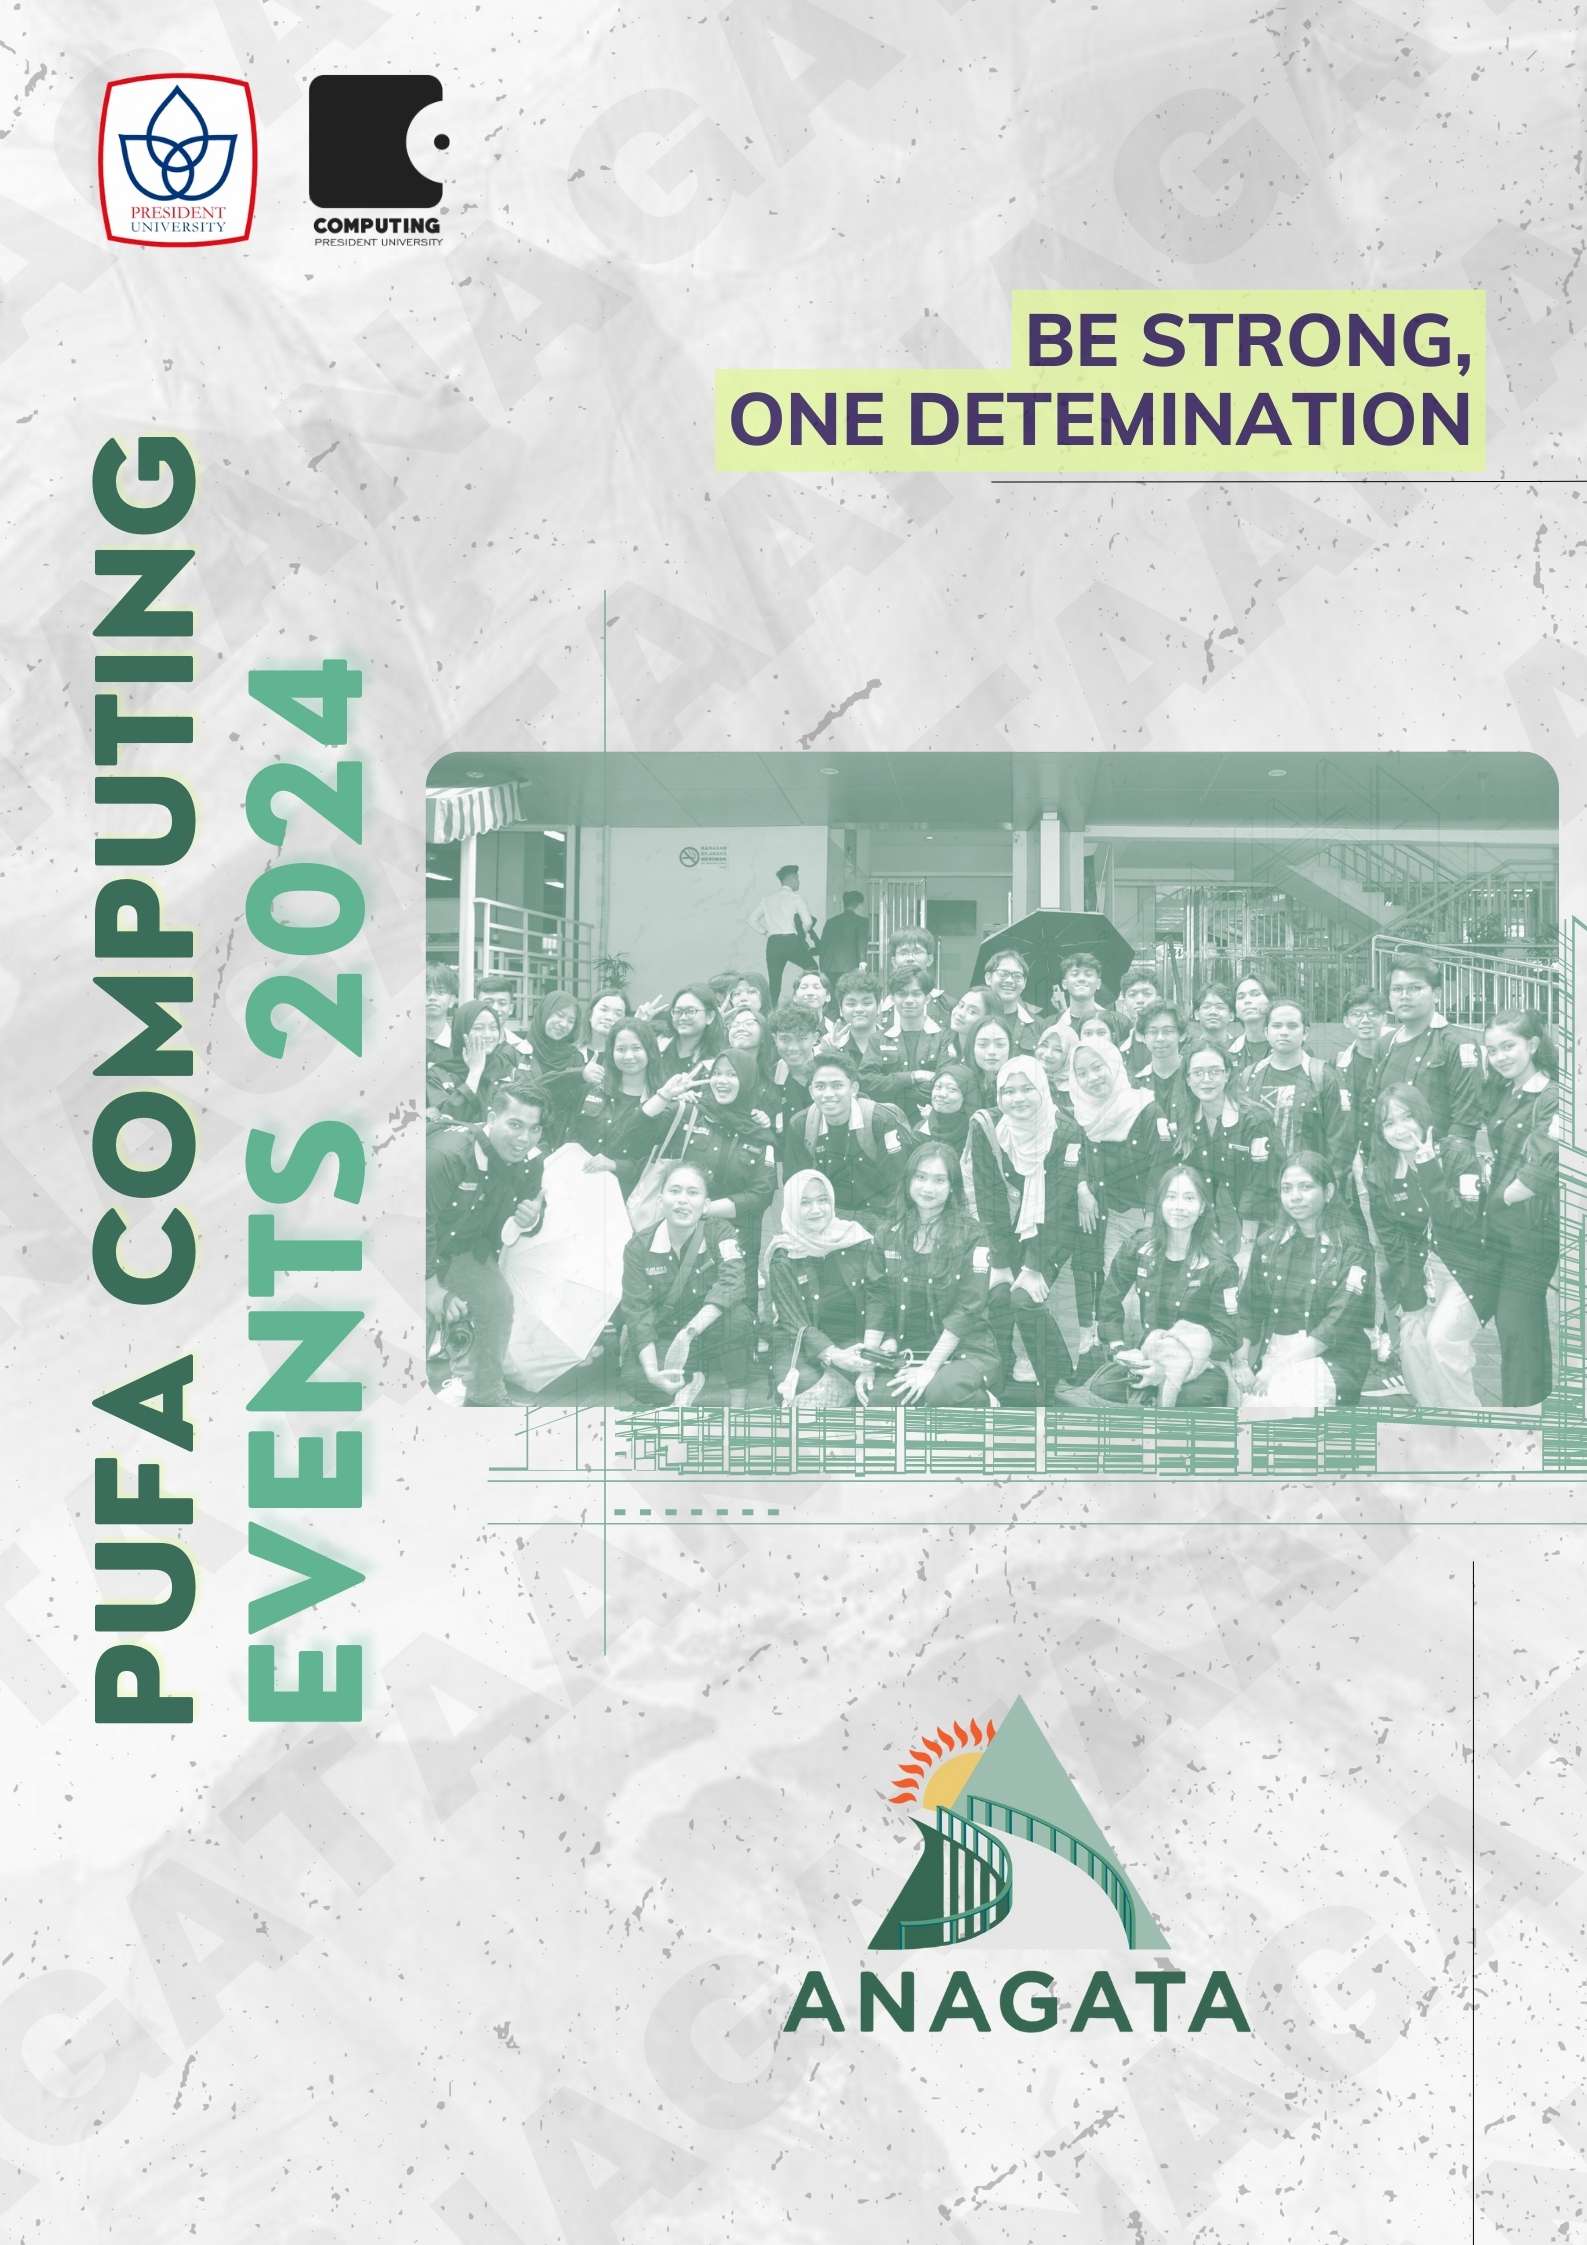 PRESIDENT
UNIVERSITY
COMPUTING
PRESIDENT UNIVERSITY
BE STRONG,
ONE DETEMINATION
PUFA COMPUTING
EVENTS 2024
ANAGATA